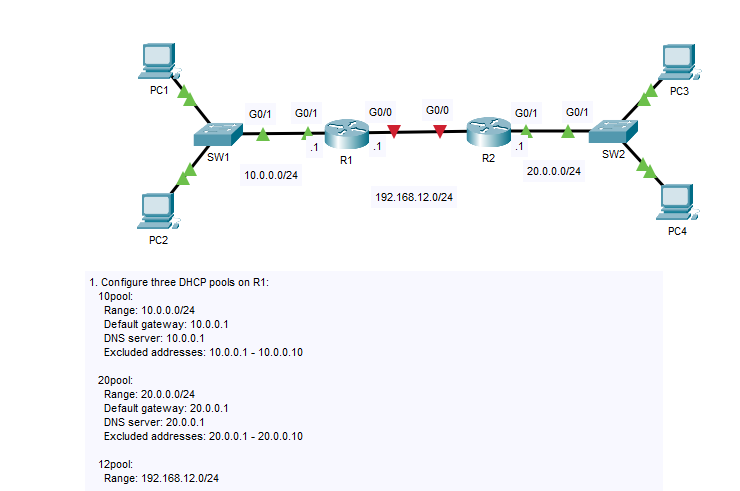 PC1
PC3
G0/1
G0/1
G0/0
G0/0
G0/1
G0/1
SW1
.1
R1
.1
R2
.1
SW2
10.0.0.0/24
20.0.0.0/24
192.168.12.0/24
PC2
PC4
1. Configure three DHCP pools on R1:
10pool:
Range: 10.0.0.0/24
Default gateway: 10.0.0.1
DNS server: 10.0.0.1
Excluded addresses: 10.0.0.1 - 10.0.0.10
20pool:
Range: 20.0.0.0/24
Default gateway: 20.0.0.1
DNS server: 20.0.0.1
Excluded addresses: 20.0.0.1 - 20.0.0.10
12pool:
Range: 192.168.12.0/24